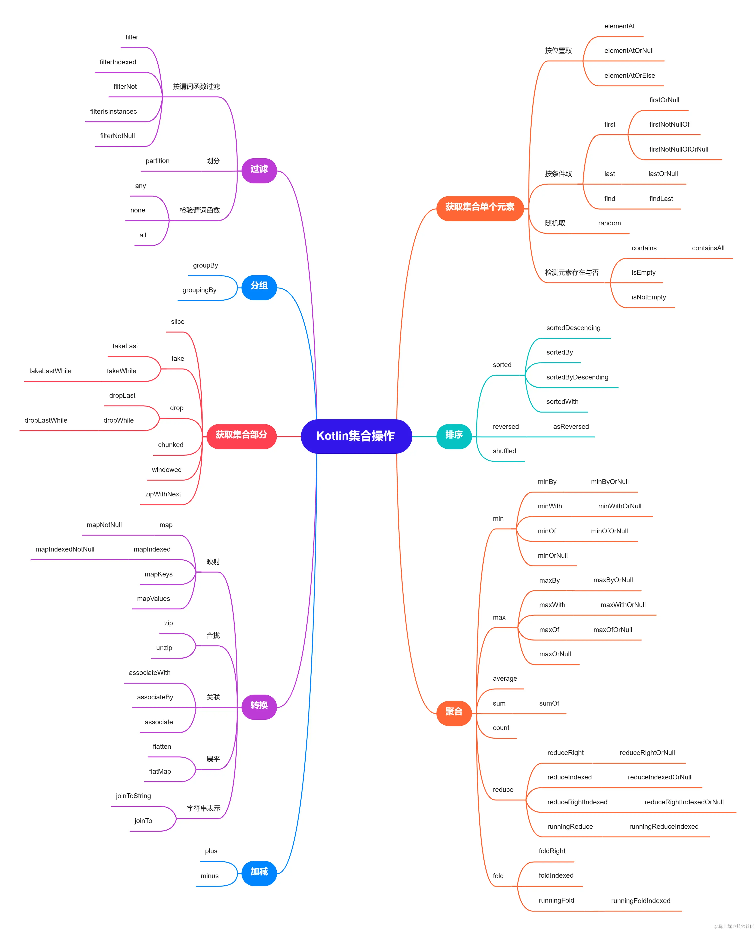 Kotlin集合操作
过滤
按谓词函数过滤
filter
filterIndexed
filterNot
filterIsInstances
filterNotNull
划分
partition
检验谓词函数
any
none
all
分组
groupBy
groupingBy
获取集合部分
slice
take
takeLast
takeWhile
takeLastWhile
drop
dropLast
dropWhile
dropLastWhile
chunked
windowed
zipWithNext
转换
映射
map
mapNotNull
mapIndexed
mapIndexedNotNull
mapKeys
mapValues
合拢
zip
unzip
关联
associateWith
associateBy
associate
展平
flatten
flatMap
字符串表示
joinToString
joinTo
加减
plus
minus
获取集合单个元素
按位置取
elementAt
elementAtOrNull
elementAtOrElse
按条件取
first
firstOrNull
firstNotNullOf
firstNotNullOfOrNull
last
lastOrNull
find
findLast
随机取
random
检测元素存在与否
contains
containsAll
isEmpty
isNotEmpty
排序
sorted
sortedDescending
sortedBy
sortedByDescending
sortedWith
reversed
asReversed
shuffled
聚合
min
minBy
minByOrNull
minWith
minWithOrNull
minOf
minOfOrNull
minOrNull
max
maxBy
maxByOrNull
maxWith
maxWithOrNull
maxOf
maxOfOrNull
maxOrNull
average
sum
sumOf
count
reduce
reduceRight
reduceRightOrNull
reduceIndexed
reduceIndexedOrNull
reduceRightIndexed
reduceRightIndexedOrNull
runningReduce
runningReduceIndexed
fold
foldRight
foldIndexed
runningFold
runningFoldIndexed